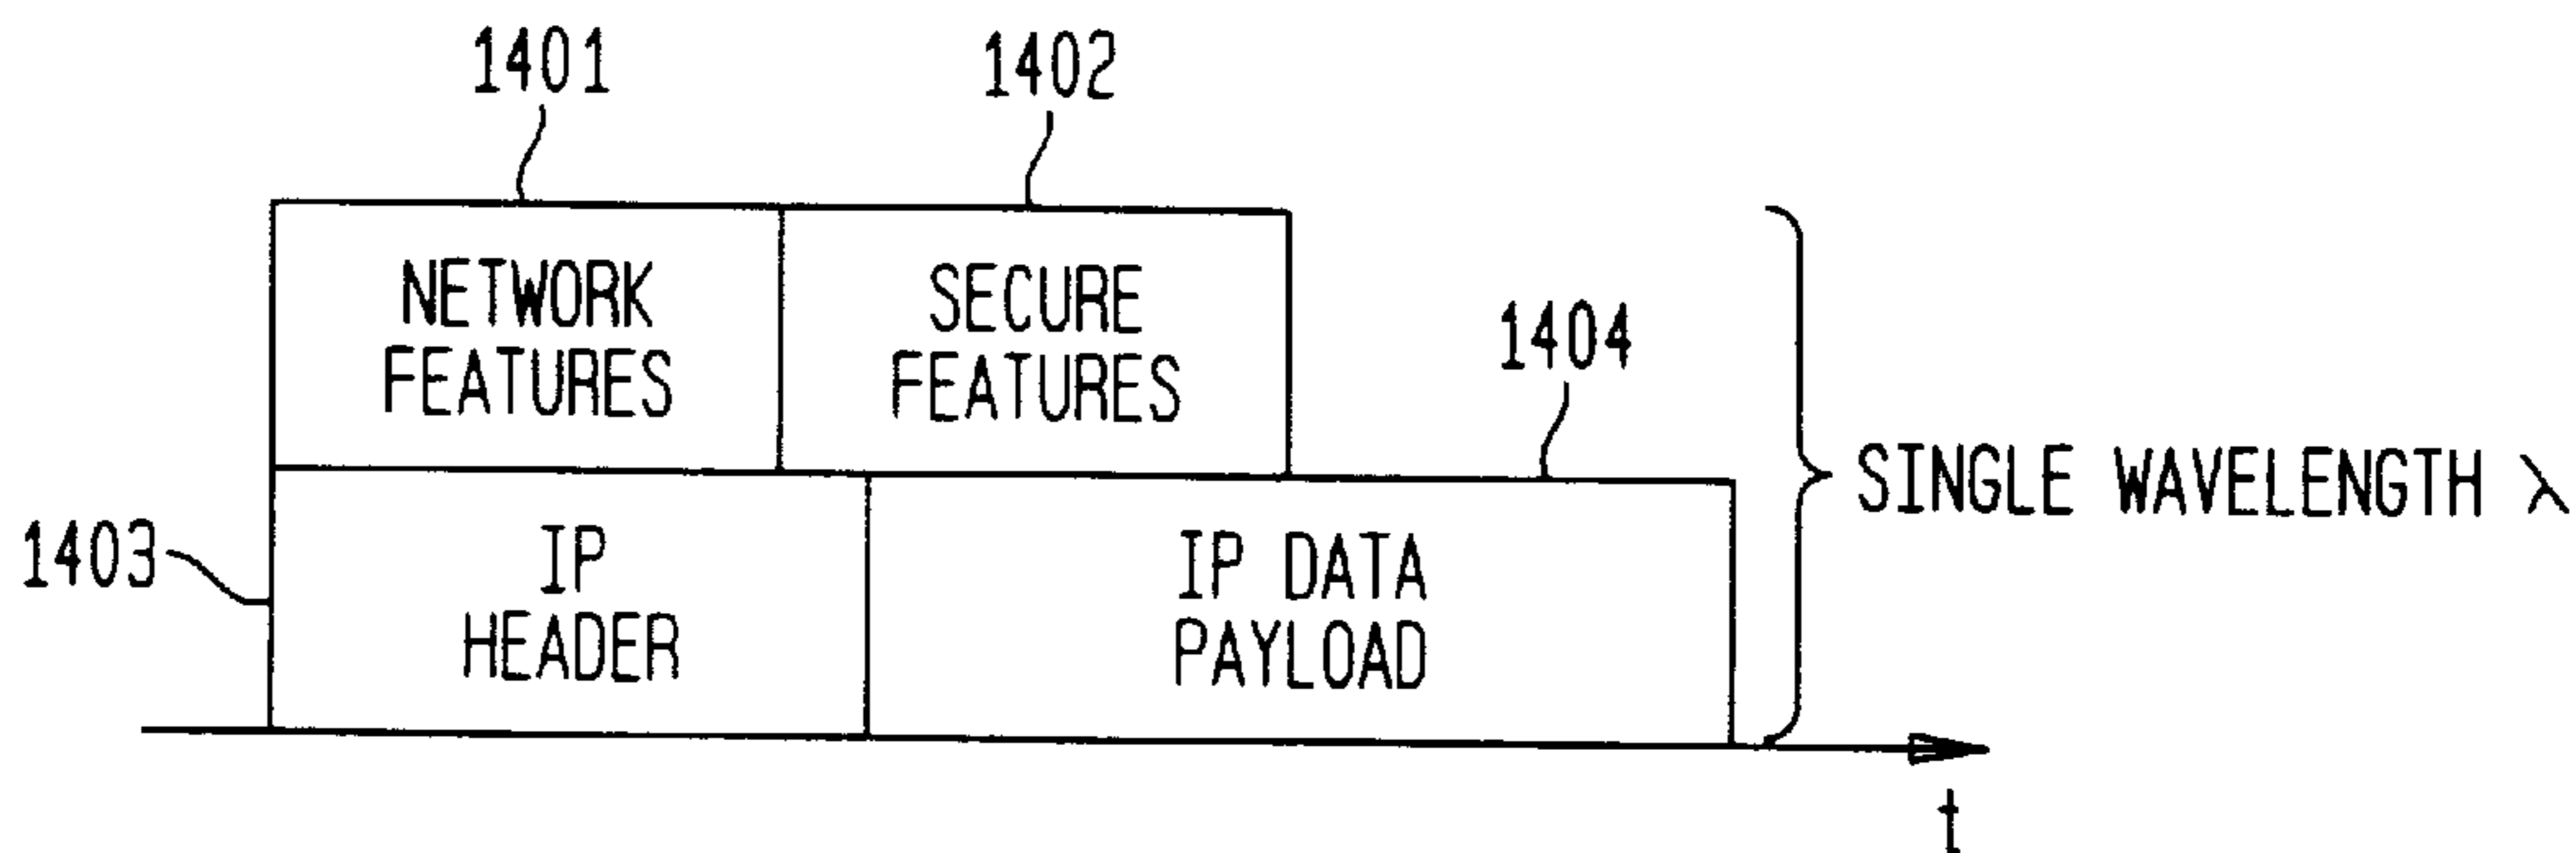 1401
1402
NETWORK
FEATURES
SECURE
FEATURES
1404
SINGLE WAVELENGTH λ
1403
IP
HEADER
IP DATA
PAYLOAD
t